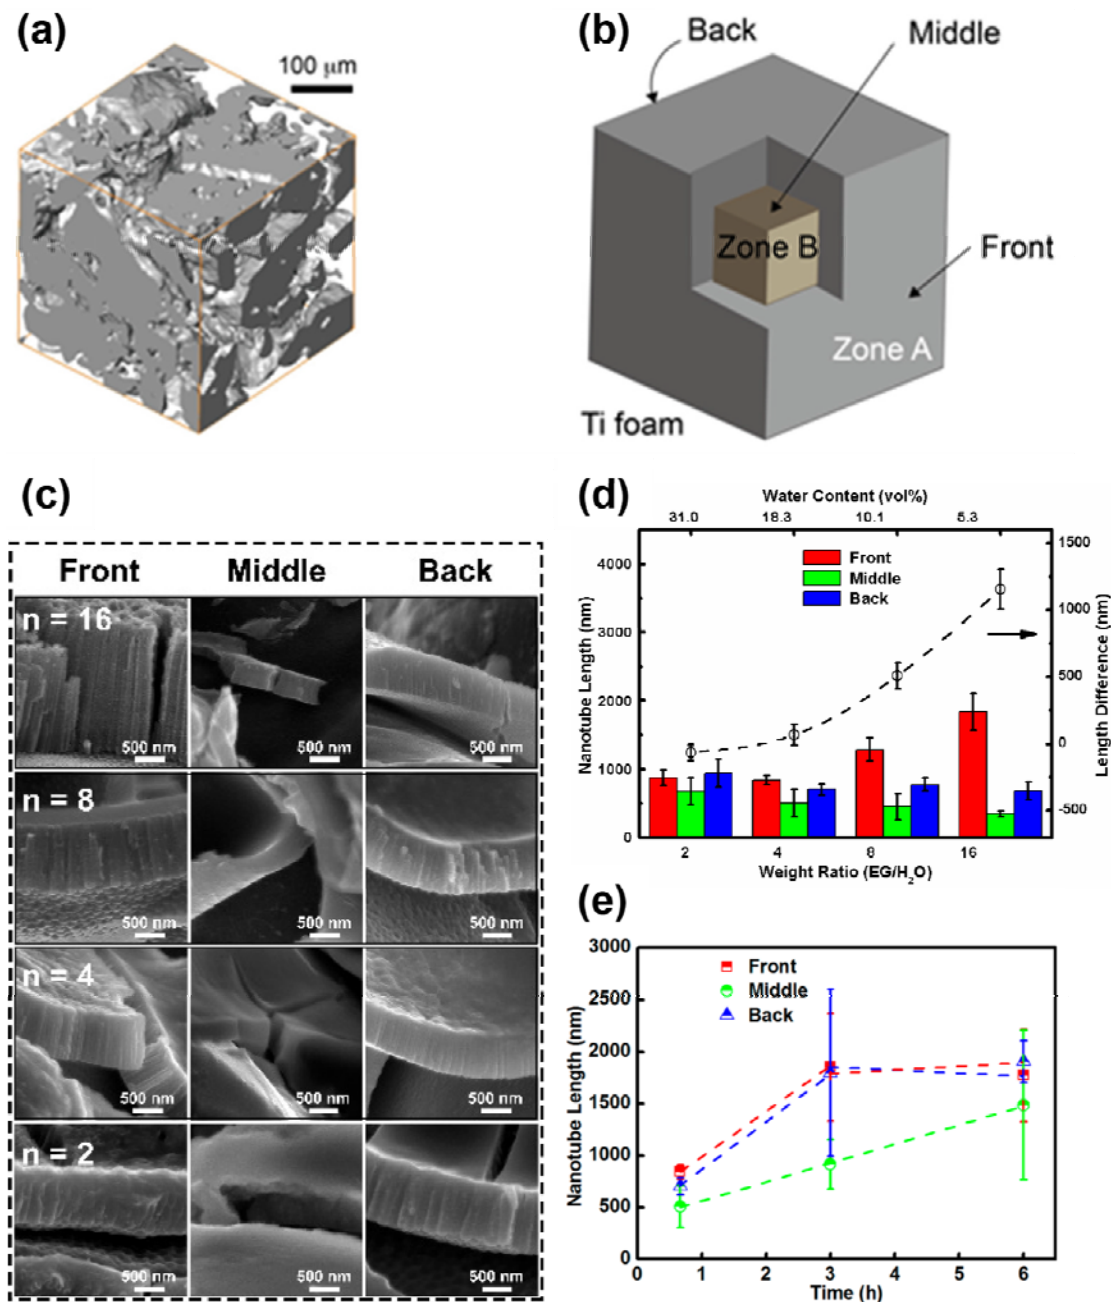 (a)
100 μm
(b)
Back
Middle
Zone B
Front
Zone A
Ti foam
(c)
Front Middle Back
n = 16
500 nm 500 nm 500 nm
n = 8
500 nm 500 nm 500 nm
n = 4
500 nm 500 nm 500 nm
n = 2
500 nm 500 nm 500 nm
(d)
Water Content (vol%)
31.0 18.3 10.1 5.3
Front
Middle
Back
Nanotube Length (nm)
4000
3000
2000
1000
0
Length Difference (nm)
1500
1000
500
0
-500
2 4 8 16
Weight Ratio (EG/H₂O)
(e)
Front
Middle
Back
Nanotube Length (nm)
3000
2500
2000
1500
1000
500
0
0 1 2 3 4 5 6
Time (h)